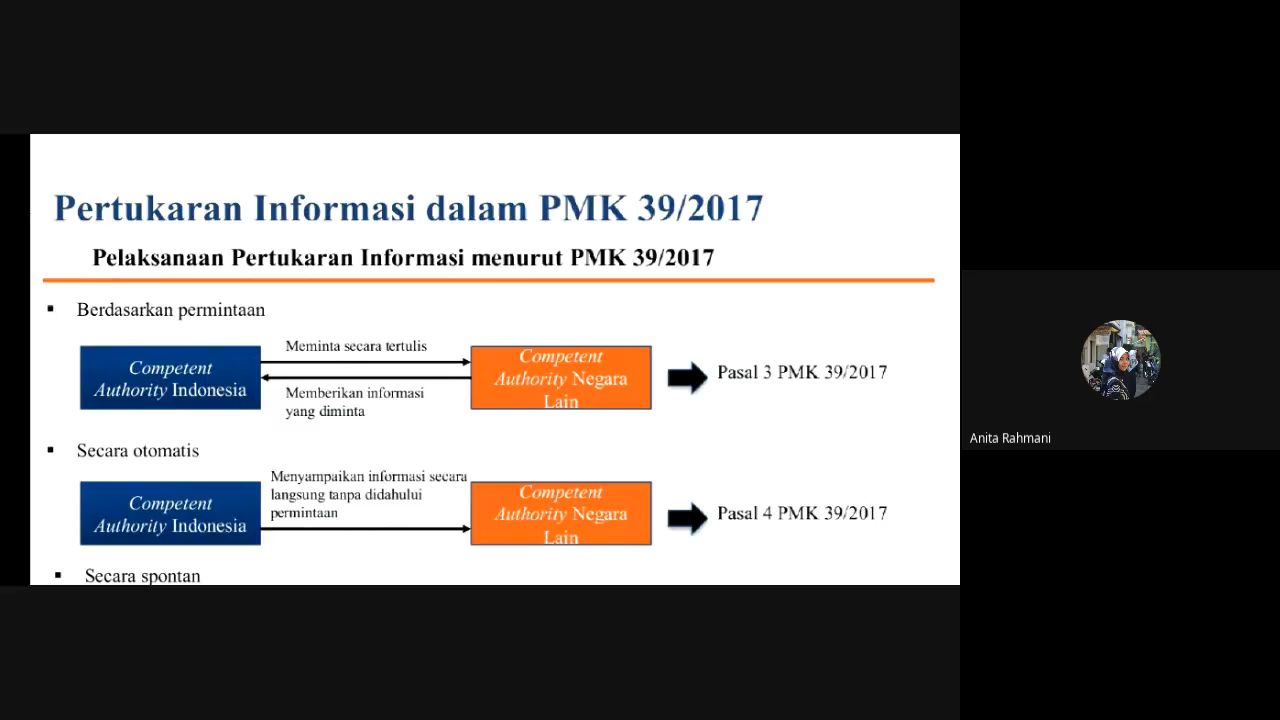 Pertukaran Informasi dalam PMK 39/2017
Pelaksanaan Pertukaran Informasi menurut PMK 39/2017
▪ Berdasarkan permintaan
Competent
Authority Indonesia
Meminta secara tertulis
Memberikan informasi
yang diminta
Competent
Authority Negara
Lain
Pasal 3 PMK 39/2017
▪ Secara otomatis
Competent
Authority Indonesia
Menyampaikan informasi secara
langsung tanpa didahului
permintaan
Competent
Authority Negara
Lain
Pasal 4 PMK 39/2017
▪ Secara spontan
Anita Rahmani